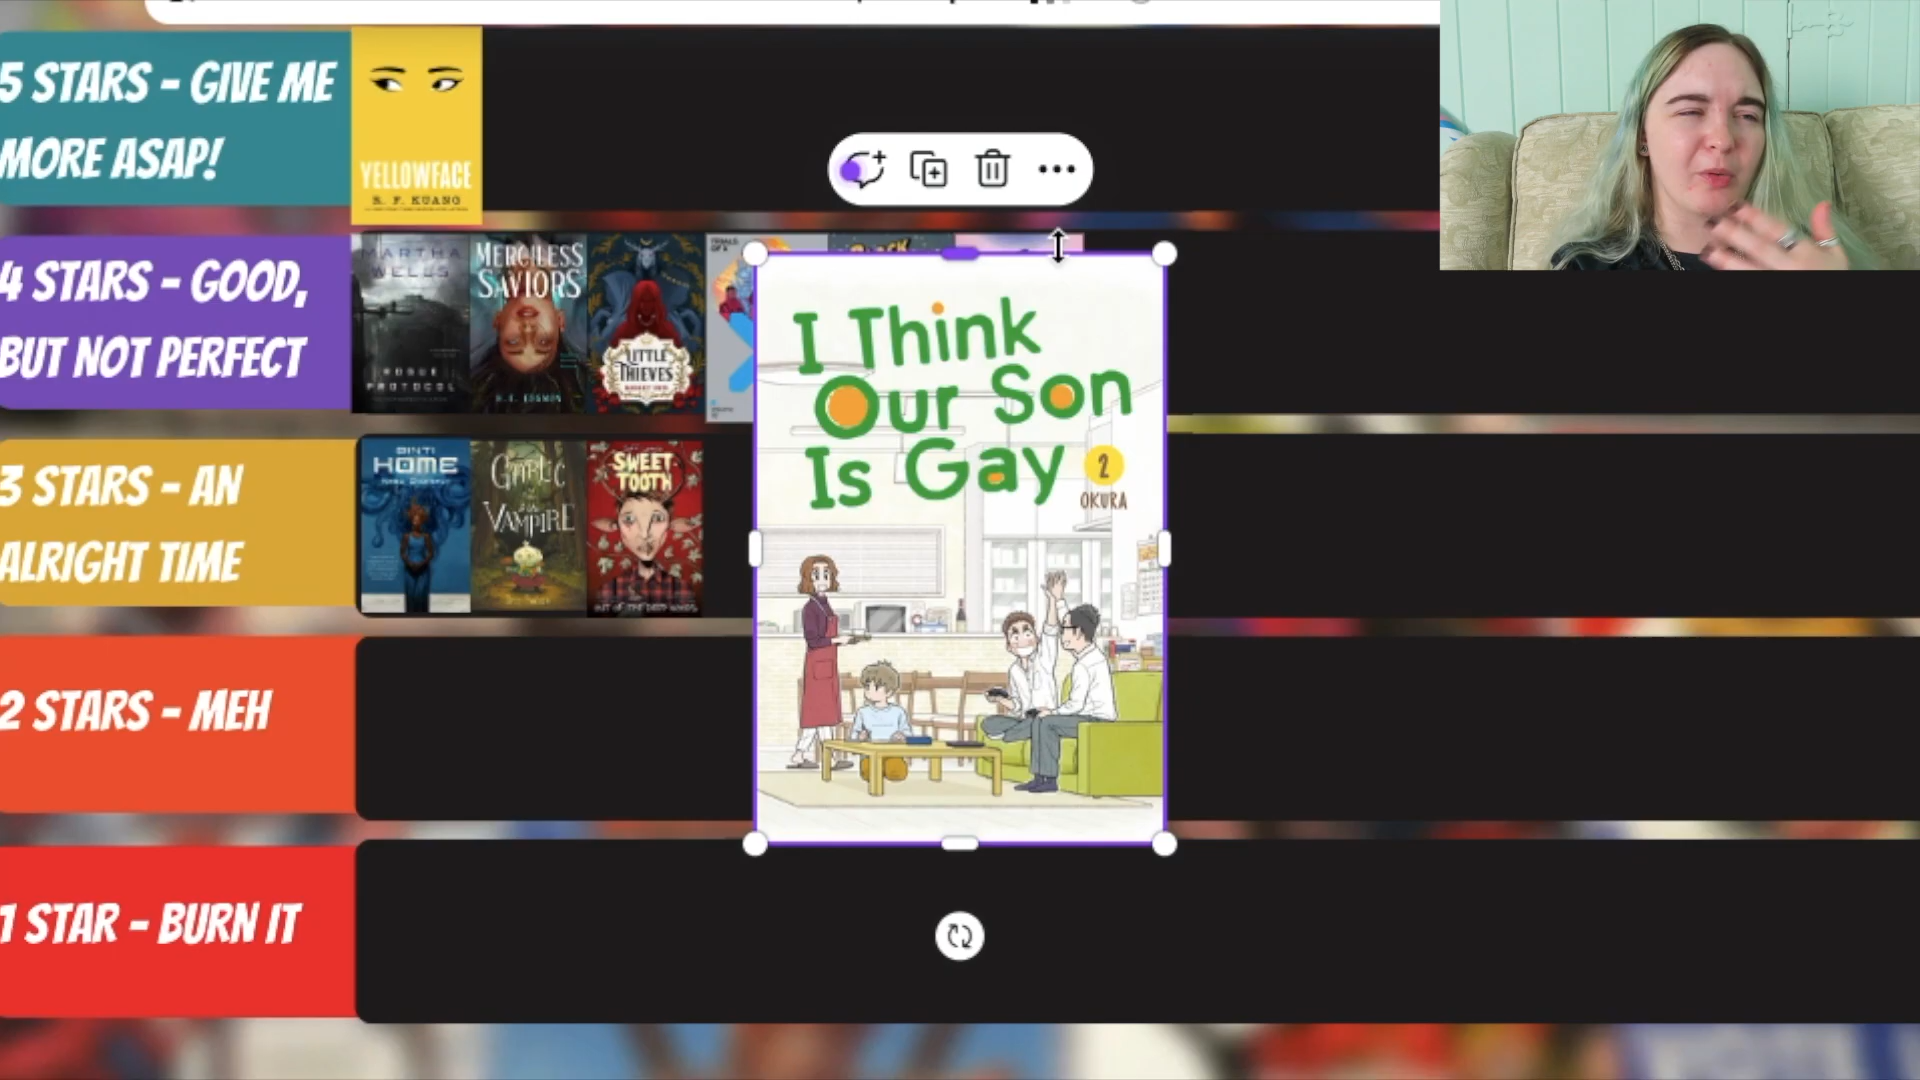 5 STARS - GIVE ME
MORE ASAP!
YELLOWFACE
R. F. KUANG
4 STARS - GOOD,
BUT NOT PERFECT
MARTHA
WELLS
ROGUE
PROTOCOL
MERCILESS
SAVIORS
H.E. EDGMON
LITTLE
THIEVES
I Think
Our Son
Is Gay
2
OKURA
3 STARS - AN
ALRIGHT TIME
BINTI
HOME
GARLIC
VAMPIRE
SWEET
TOOTH
2 STARS - MEH
1 STAR - BURN IT